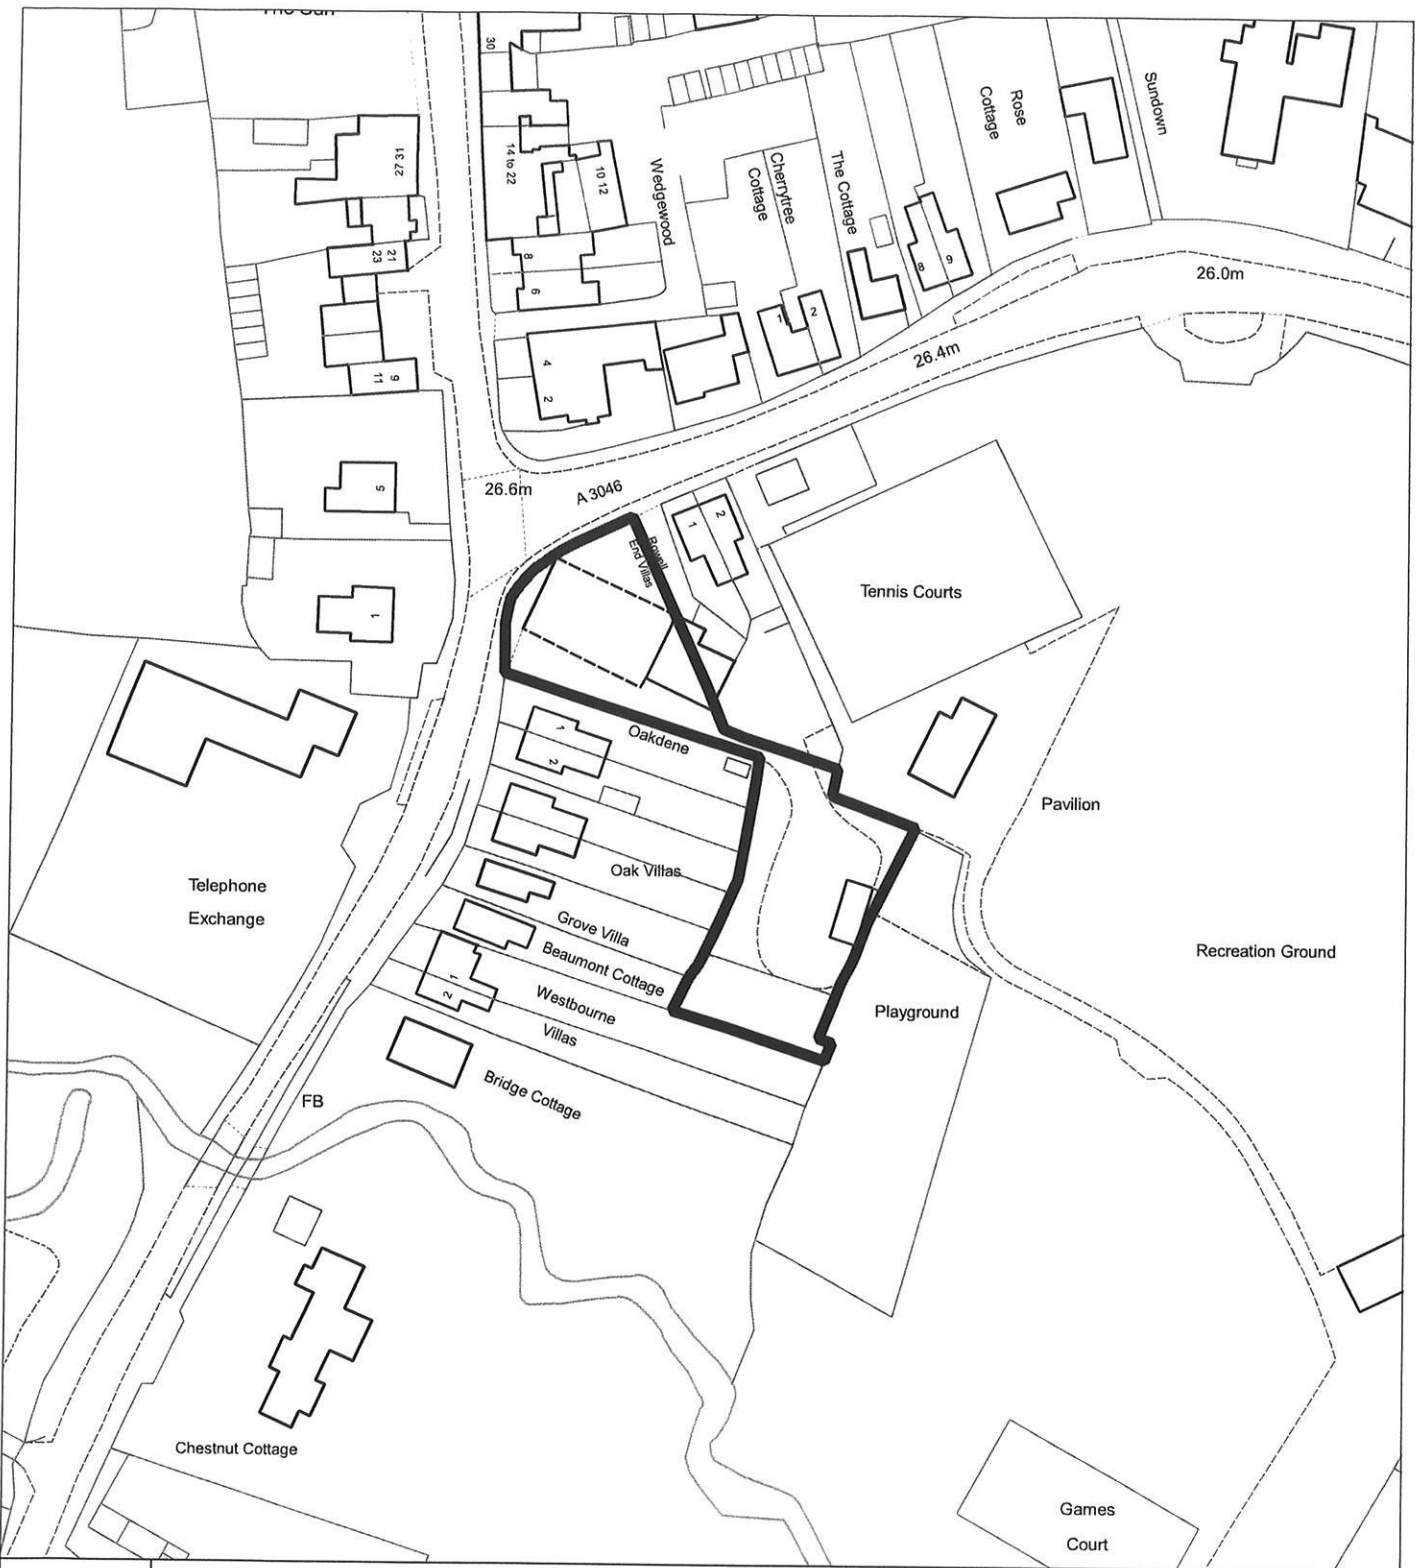 30
27 31
14 to 22
10 12
Wedgewood
Cherrytree
Cottage
The Cottage
Rose
Cottage
Sundown
21
23
8
6
8
9
26.0m
1
2
4
2
26.4m
9
11
5
26.6m
A 3046
1
2
End Villas
Tennis Courts
1
Oakdene
1
2
Pavilion
Oak Villas
Telephone
Exchange
Grove Villa
Beaumont Cottage
Recreation Ground
1
2
Westbourne
Villas
Playground
Bridge Cottage
FB
Chestnut Cottage
Games
Court